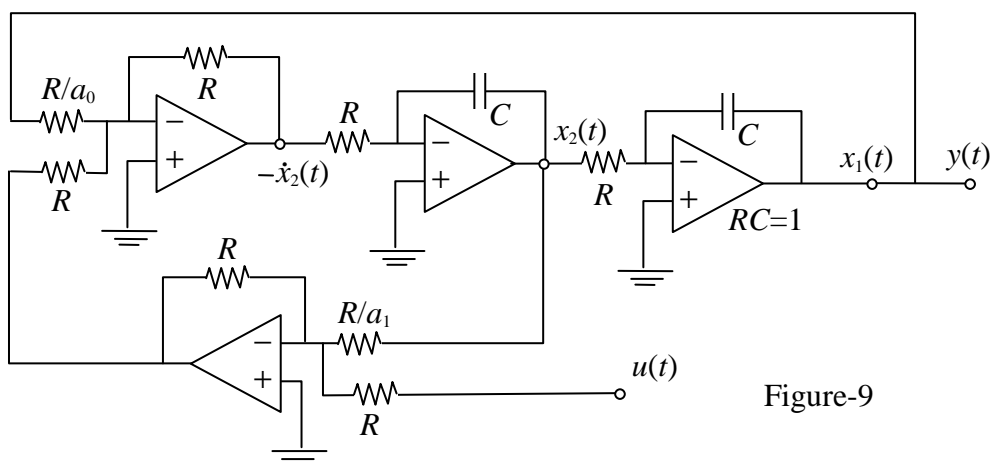 R/a₀
R
−
+
R
−ẋ₂(t)
R
C
−
+
x₂(t)
R
C
−
+
RC=1
x₁(t)
y(t)
R
R/a₁
−
+
R
u(t)
Figure-9